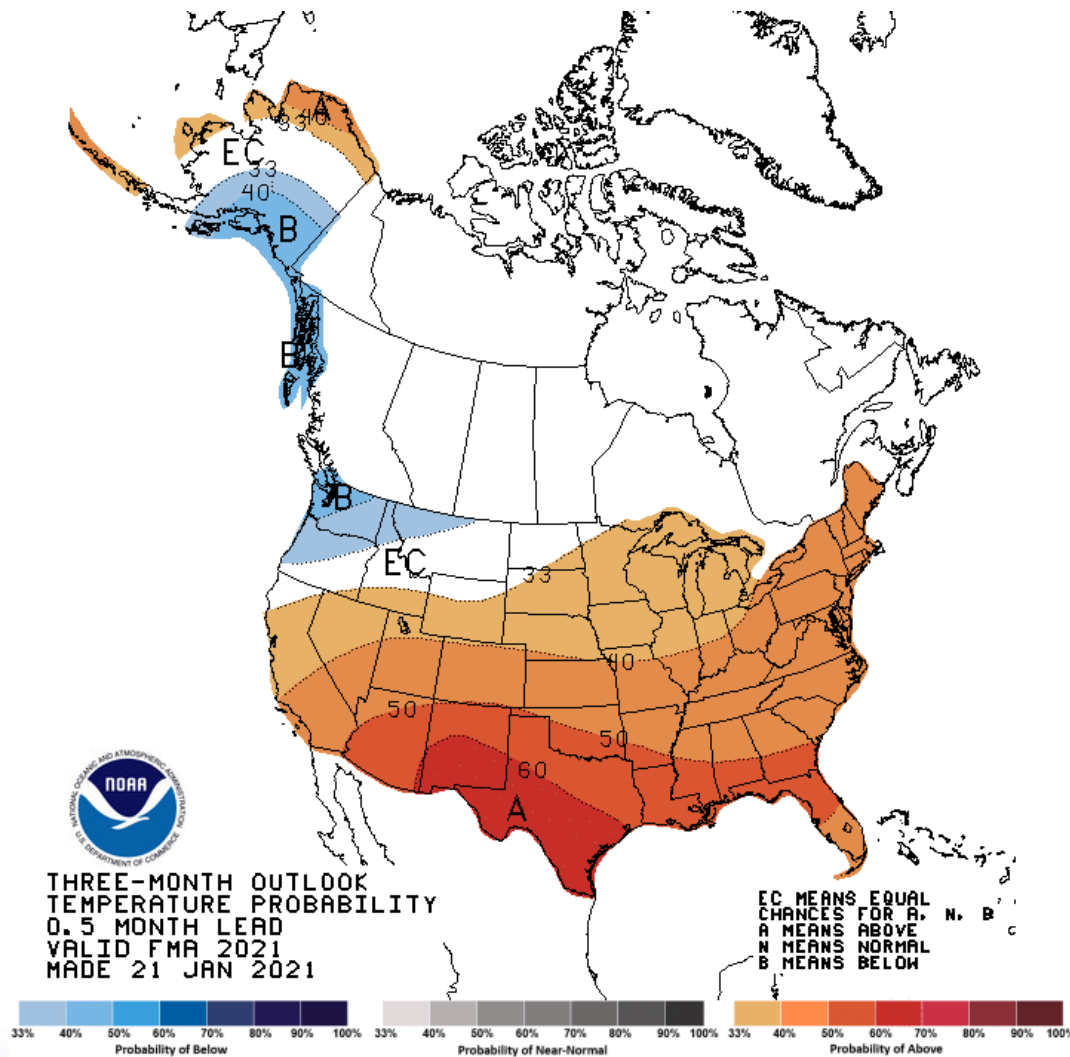 A
40
33
EC
33
40
B
B
B
EC
33
40
50
50
60
A
NATIONAL OCEANIC AND ATMOSPHERIC ADMINISTRATION
NOAA
U.S. DEPARTMENT OF COMMERCE
THREE-MONTH OUTLOOK
TEMPERATURE PROBABILITY
0.5 MONTH LEAD
VALID FMA 2021
MADE 21 JAN 2021
EC MEANS EQUAL
CHANCES FOR A, N, B
A MEANS ABOVE
N MEANS NORMAL
B MEANS BELOW
33% 40% 50% 60% 70% 80% 90% 100%
Probability of Below
33% 40% 50% 60% 70% 80% 90% 100%
Probability of Near-Normal
33% 40% 50% 60% 70% 80% 90% 100%
Probability of Above